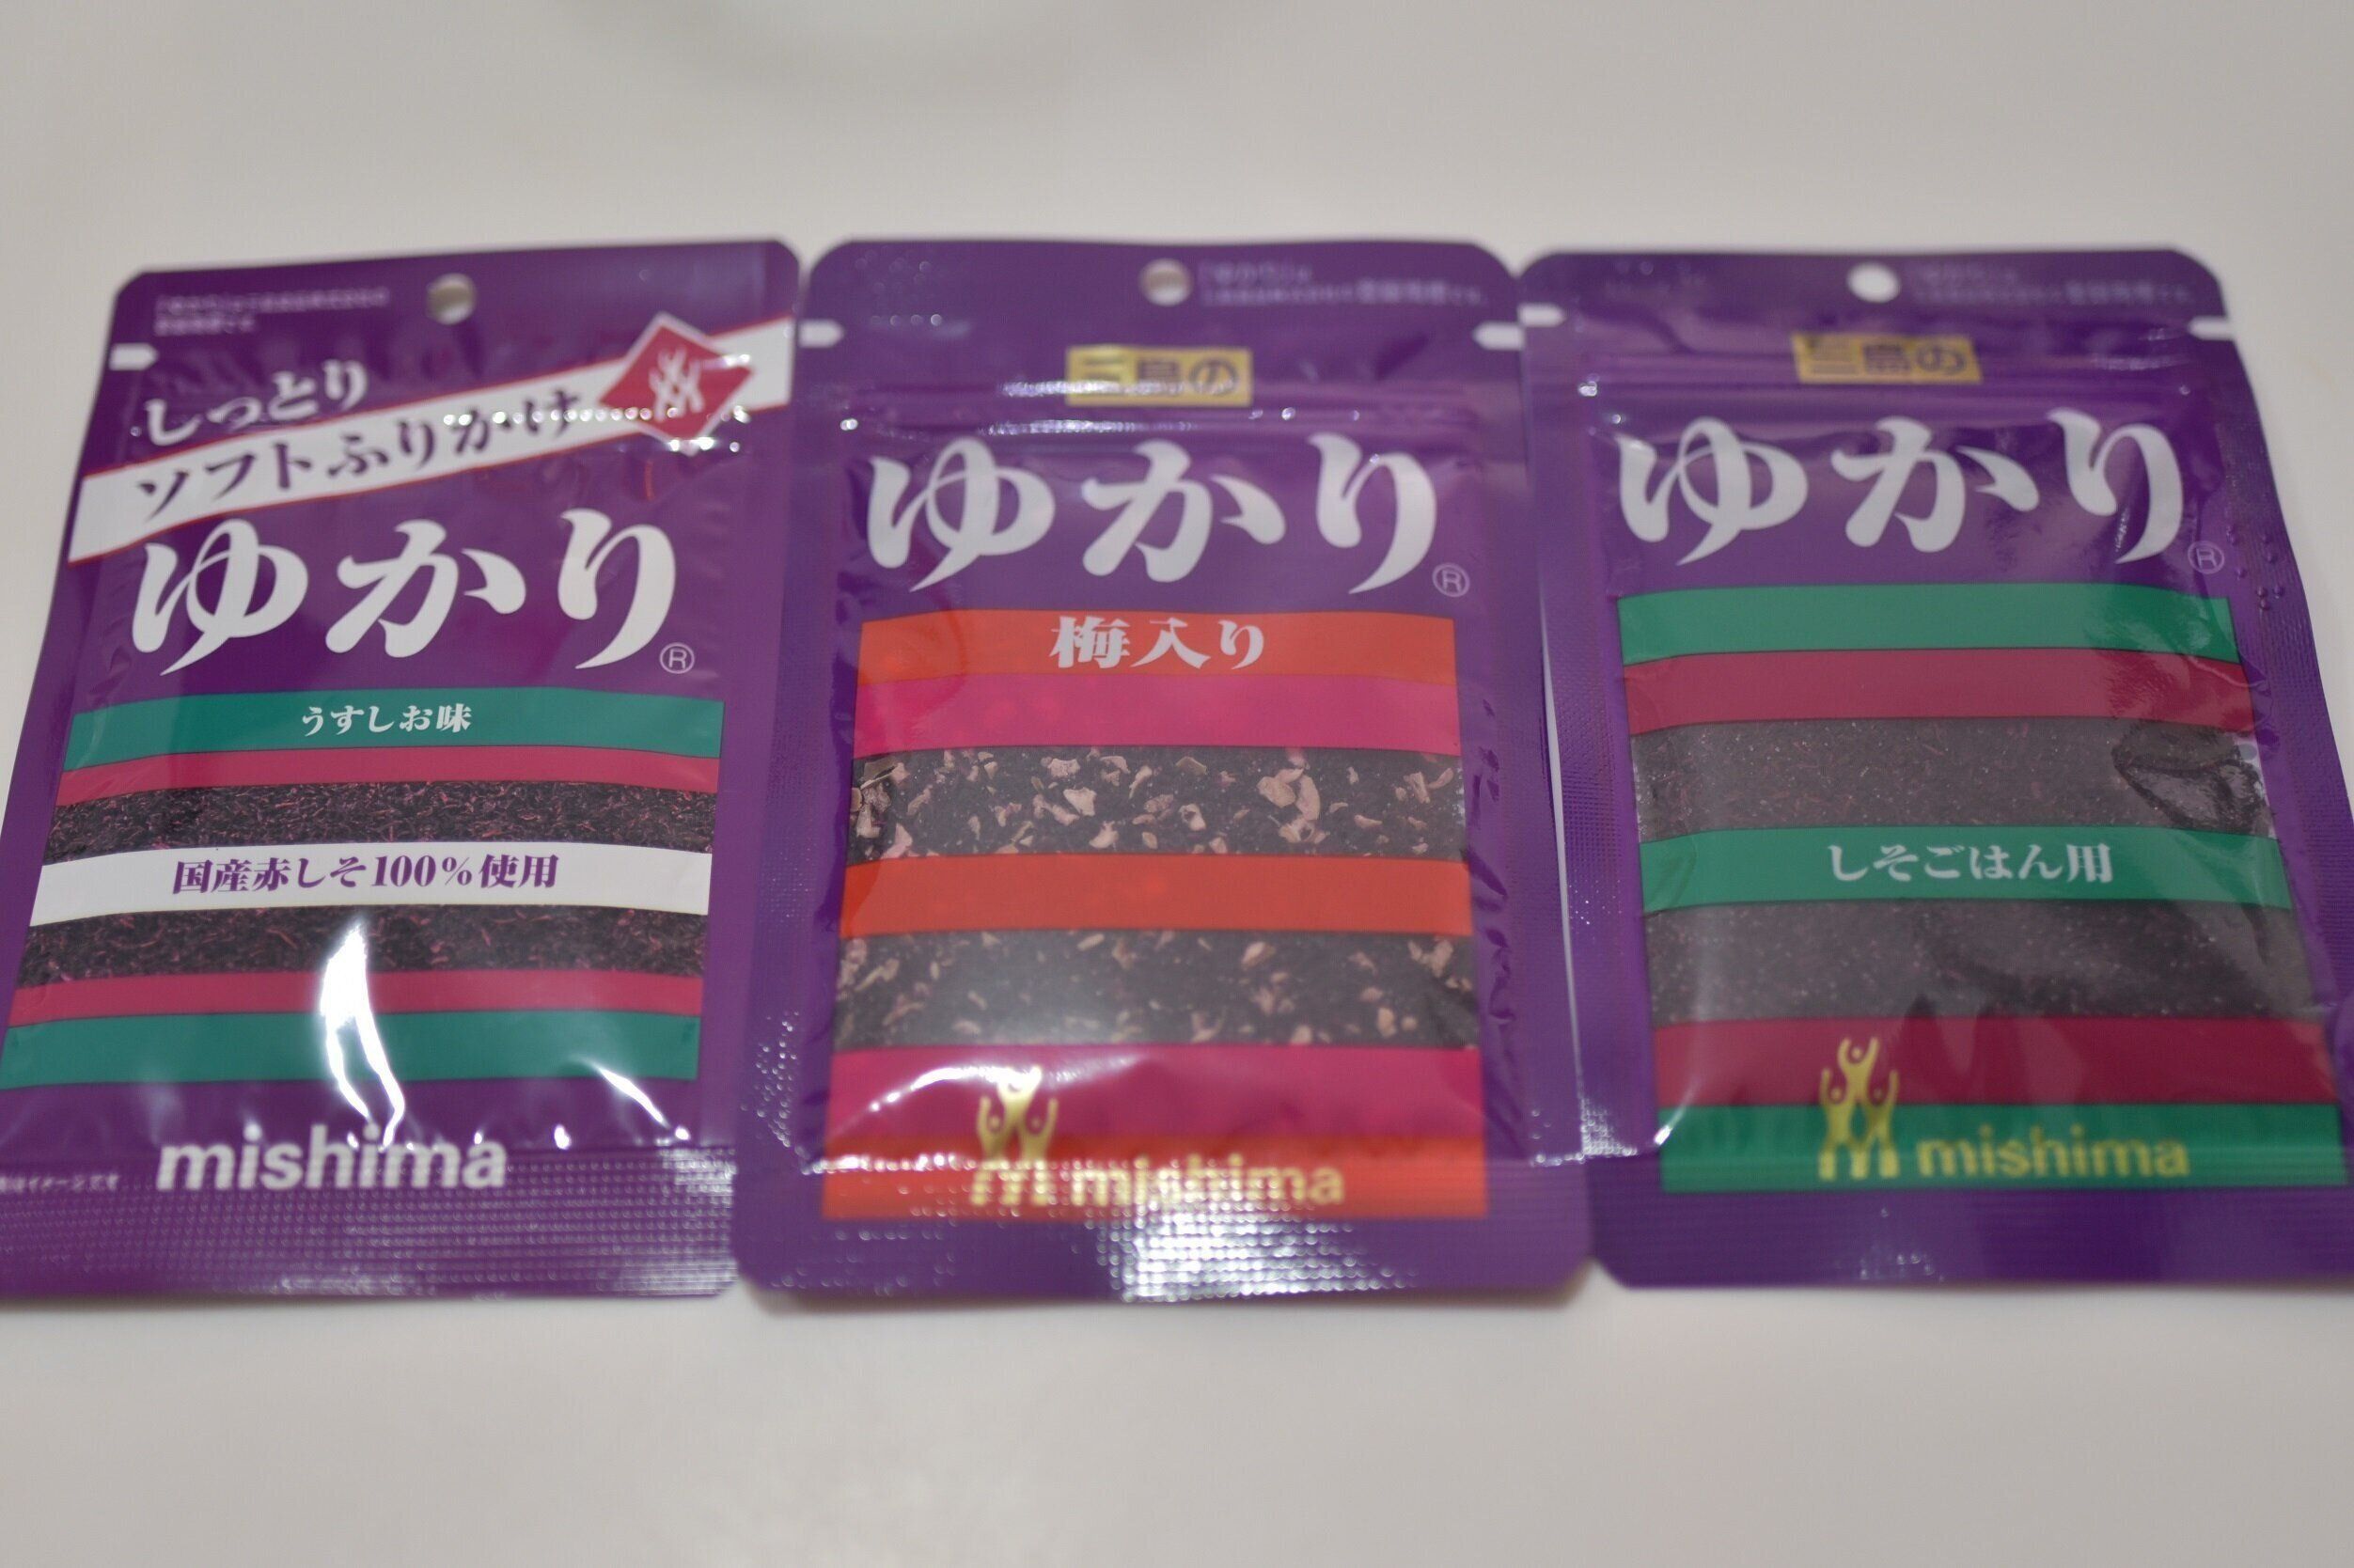 しっとり
ソフトふりかけ
ゆかり®
うすしお味
国産赤しそ100%使用
mishima
三島の
ゆかり®
梅入り
mishima
三島の
ゆかり®
しそごはん用
mishima